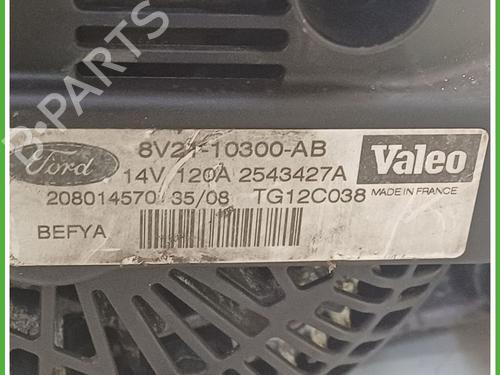 B-PARTS
Ford
8V21-10300-AB
14V 120A 2543427A
208014570 35/08 TG12C038
BEFYA
Valeo
MADE IN FRANCE